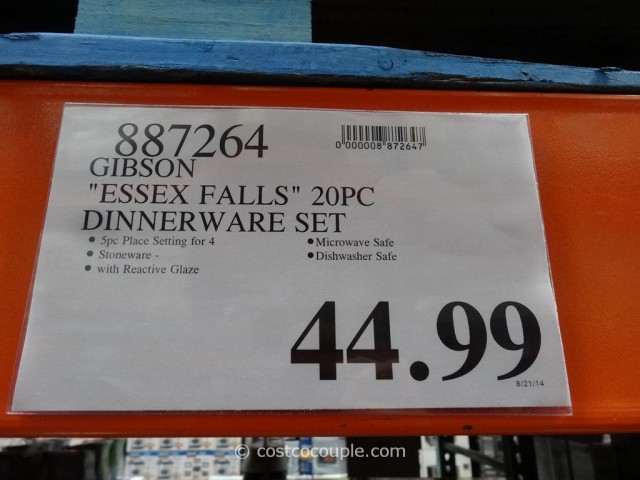 887264
0"000008"872647"
GIBSON
"ESSEX FALLS" 20PC
DINNERWARE SET
• 5pc Place Setting for 4
• Stoneware -
• with Reactive Glaze
• Microwave Safe
• Dishwasher Safe
44.99
8/21/14
© costcocouple.com